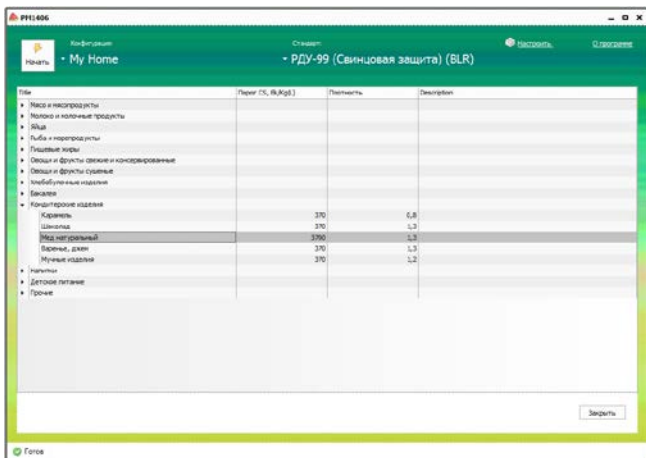 PM1406
Начать
Конфигурация
My Home
Стандарт
РДУ-99 (Свинцовая защита) (BLR)
Настроить
О программе
Title Порог CS, Bk/Kg(L) Плотность Description
Мясо и мясопродукты
Молоко и молочные продукты
Яйца
Рыба и морепродукты
Пищевые жиры
Овощи и фрукты свежие и консервированные
Овощи и фрукты сушеные
Хлебобулочные изделия
Бакалея
Кондитерские изделия
Карамель 370 0,8
Шоколад 370 1,3
Мед натуральный 3700 1,3
Варенье, джем 370 1,3
Мучные изделия 370 1,2
Напитки
Детское питание
Прочие
Закрыть
Готов